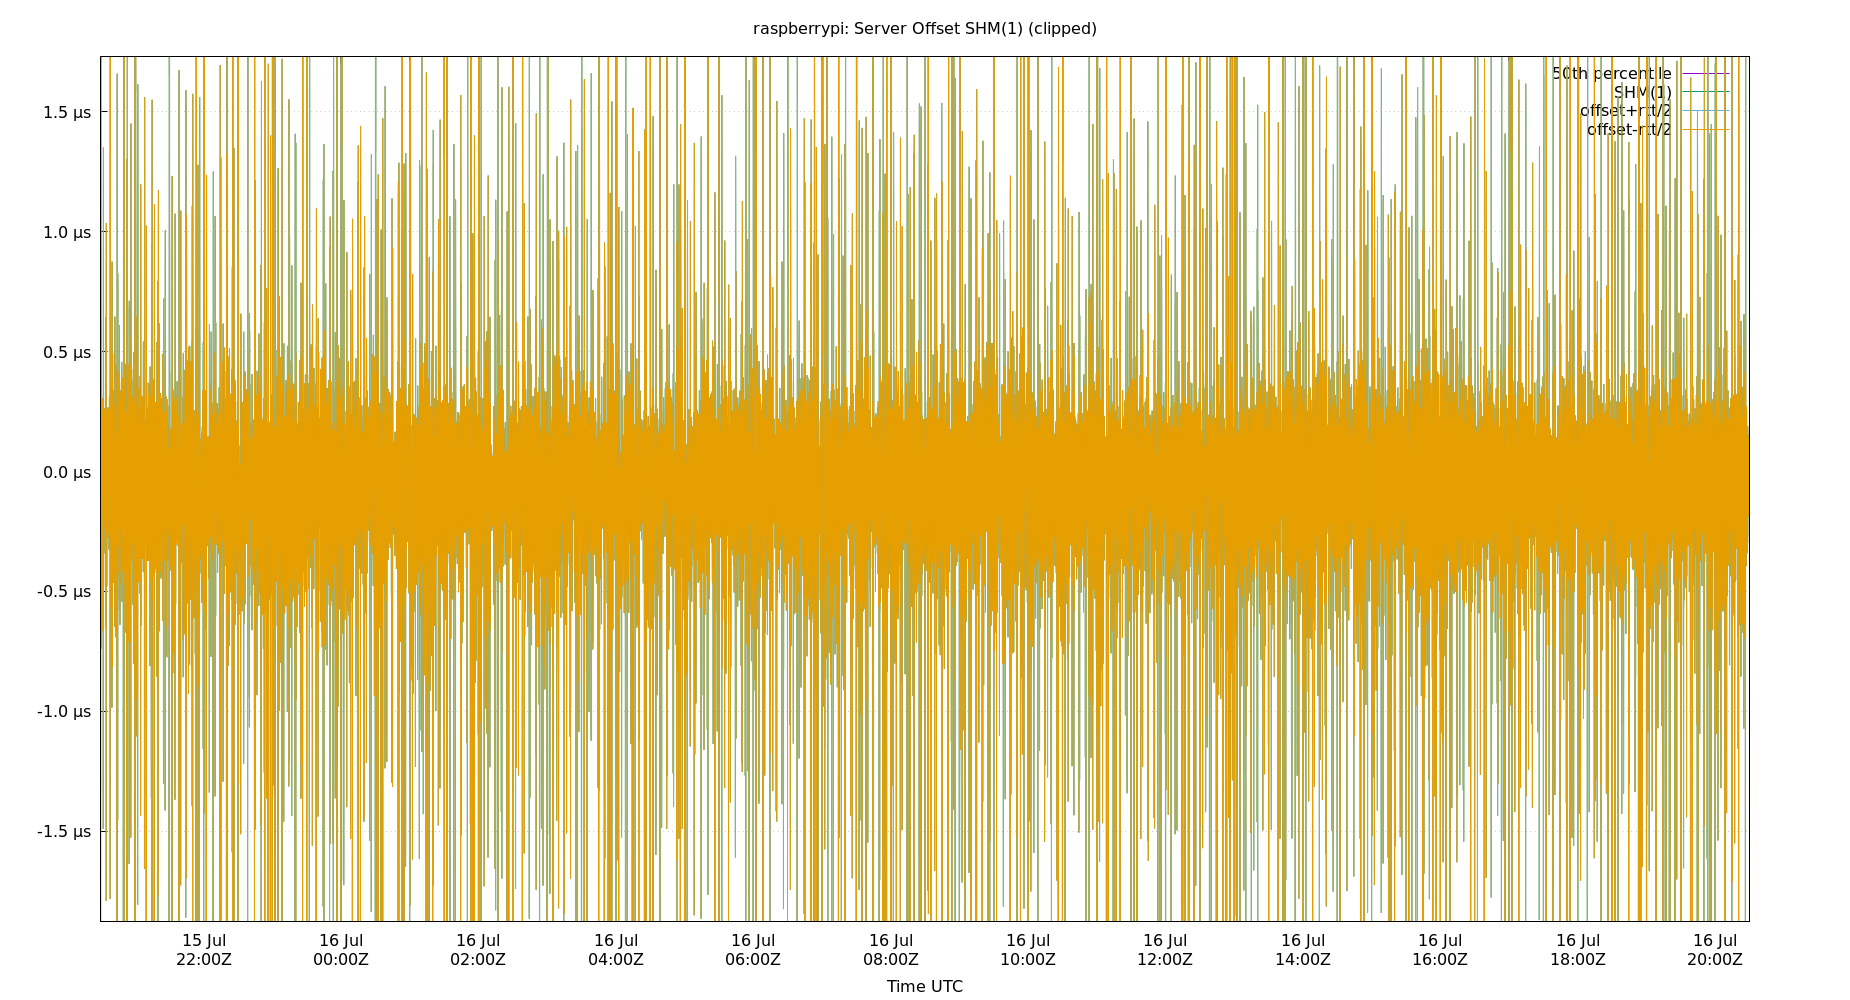 raspberrypi: Server Offset SHM(1) (clipped)
50th percentile
SHM(1)
offset+rtt/2
offset-rtt/2
1.5 µs
1.0 µs
0.5 µs
0.0 µs
-0.5 µs
-1.0 µs
-1.5 µs
15 Jul 16 Jul 16 Jul 16 Jul 16 Jul 16 Jul 16 Jul 16 Jul 16 Jul 16 Jul 16 Jul 16 Jul
22:00Z 00:00Z 02:00Z 04:00Z 06:00Z 08:00Z 10:00Z 12:00Z 14:00Z 16:00Z 18:00Z 20:00Z
Time UTC